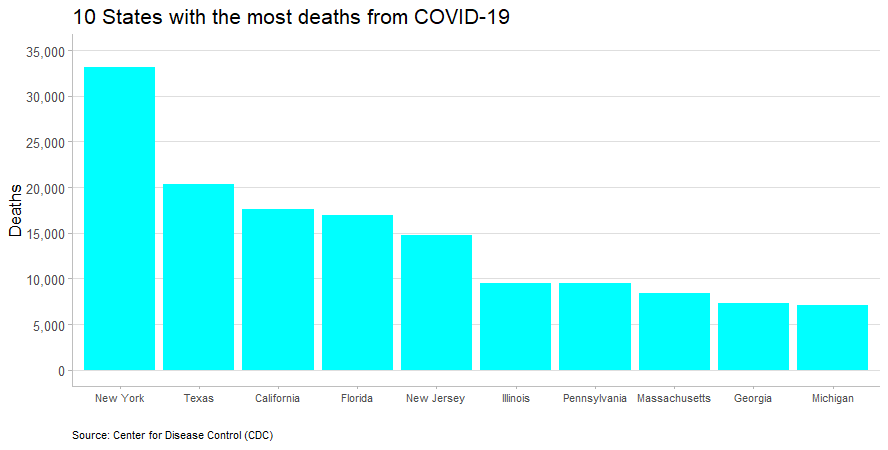 10 States with the most deaths from COVID-19
Deaths
35,000
30,000
25,000
20,000
15,000
10,000
5,000
0
New York Texas California Florida New Jersey Illinois Pennsylvania Massachusetts Georgia Michigan
Source: Center for Disease Control (CDC)